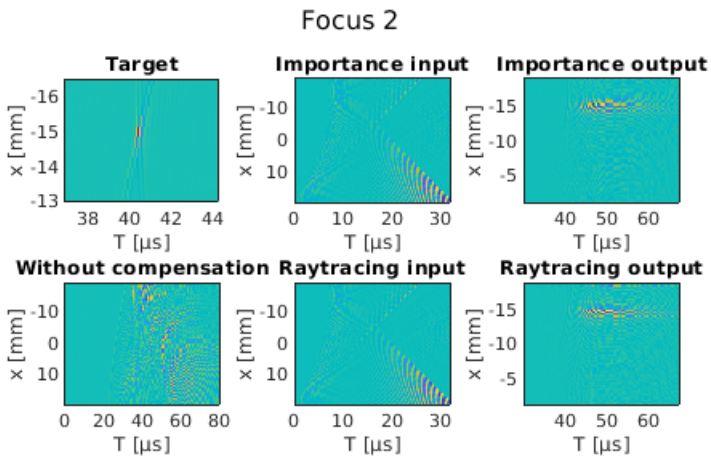 Focus 2
Target
Importance input
Importance output
x [mm]
-16
-15
-14
-13
38 40 42 44
T [µs]
x [mm]
-10
0
10
0 10 20 30
T [µs]
x [mm]
-15
-10
-5
40 50 60
T [µs]
Without compensation
Raytracing input
Raytracing output
x [mm]
-10
0
10
0 20 40 60 80
T [µs]
x [mm]
-10
0
10
0 10 20 30
T [µs]
x [mm]
-15
-10
-5
40 50 60
T [µs]